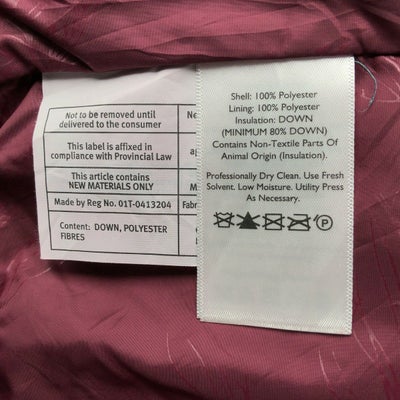 Not to be removed until
delivered to the consumer
Ne
This label is affixed in
compliance with Provincial Law
This article contains
NEW MATERIALS ONLY
M
Made by Reg No. 01T-0413204
Fabr
Content: DOWN, POLYESTER
FIBRES
Shell: 100% Polyester
Lining: 100% Polyester
Insulation: DOWN
(MINIMUM 80% DOWN)
Contains Non-Textile Parts Of
Animal Origin (Insulation).
Professionally Dry Clean. Use Fresh
Solvent. Low Moisture. Utility Press
As Necessary.
P